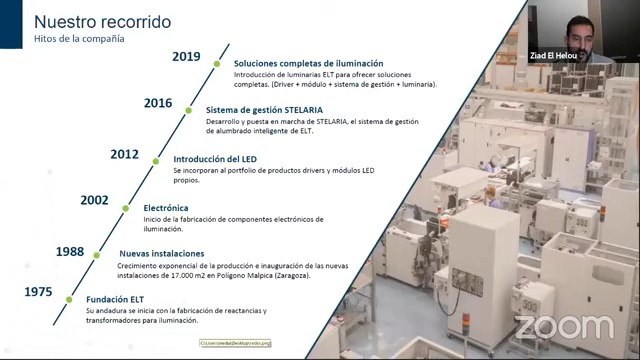 Nuestro recorrido
Hitos de la compañía
Ziad El Helou
2019
Soluciones completas de iluminación
Introducción de luminarias ELT para ofrecer soluciones
completas. (Driver + módulo + sistema de gestión + luminaria).
2016
Sistema de gestión STELARIA
Desarrollo y puesta en marcha de STELARIA, el sistema de gestión
de alumbrado inteligente de ELT.
2012
Introducción del LED
Se incorporan al portfolio de productos drivers y módulos LED
propios.
2002
Electrónica
Inicio de la fabricación de componentes electrónicos de
iluminación.
1988
Nuevas instalaciones
Crecimiento exponencial de la producción e inauguración de las nuevas
instalaciones de 17.000 m2 en Polígono Malpica (Zaragoza).
1975
Fundación ELT
Su andadura se inicia con la fabricación de reactancias y
transformadores para iluminación.
zoom